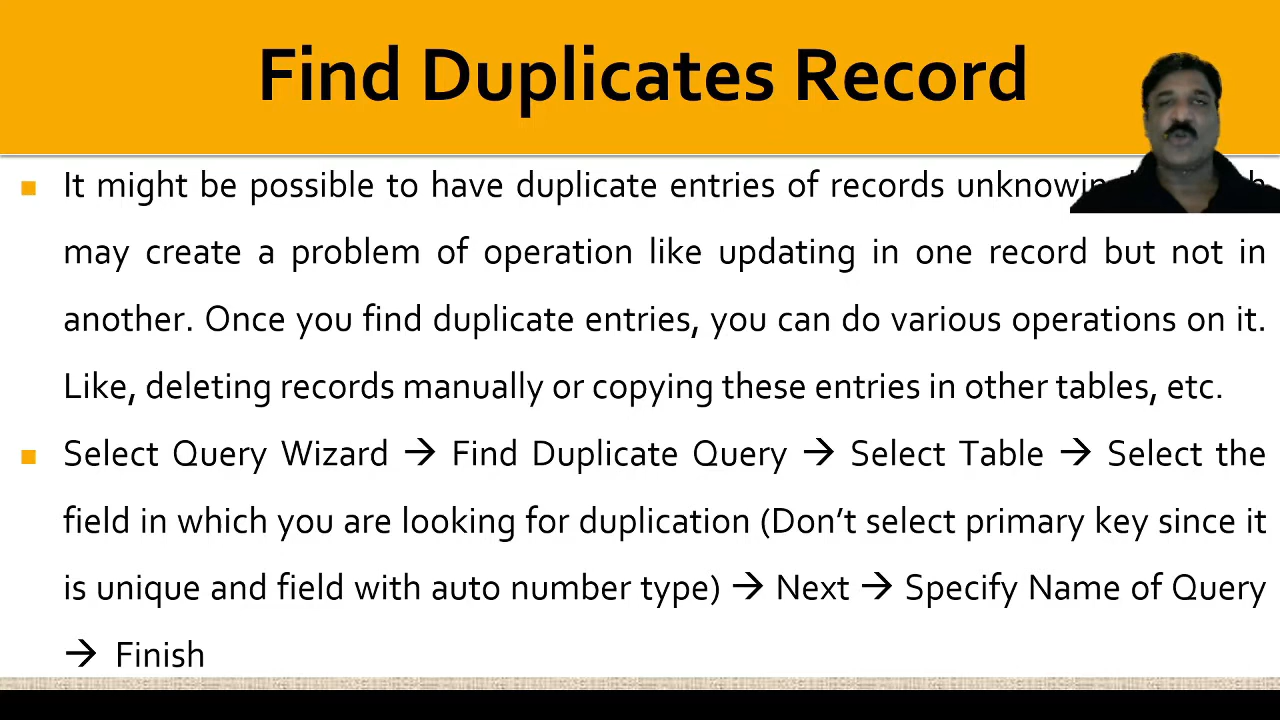 Find Duplicates Record
It might be possible to have duplicate entries of records
may create a problem of operation like updating in one record but not in
another. Once you find duplicate entries, you can do various operations on it.
Like, deleting records manually or copying these entries in other tables, etc.
Select Query Wizard → Find Duplicate Query → Select Table → Select the
field in which you are looking for duplication (Don't select primary key since it
is unique and field with auto number type) → Next → Specify Name of Query
→ Finish